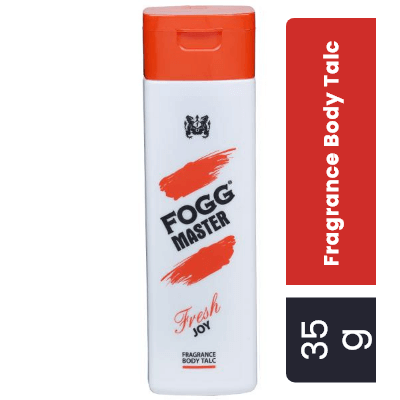 FOGG
MASTER
Fresh
JOY
FRAGRANCE
BODY TALC
Fragrance Body Talc
35
g